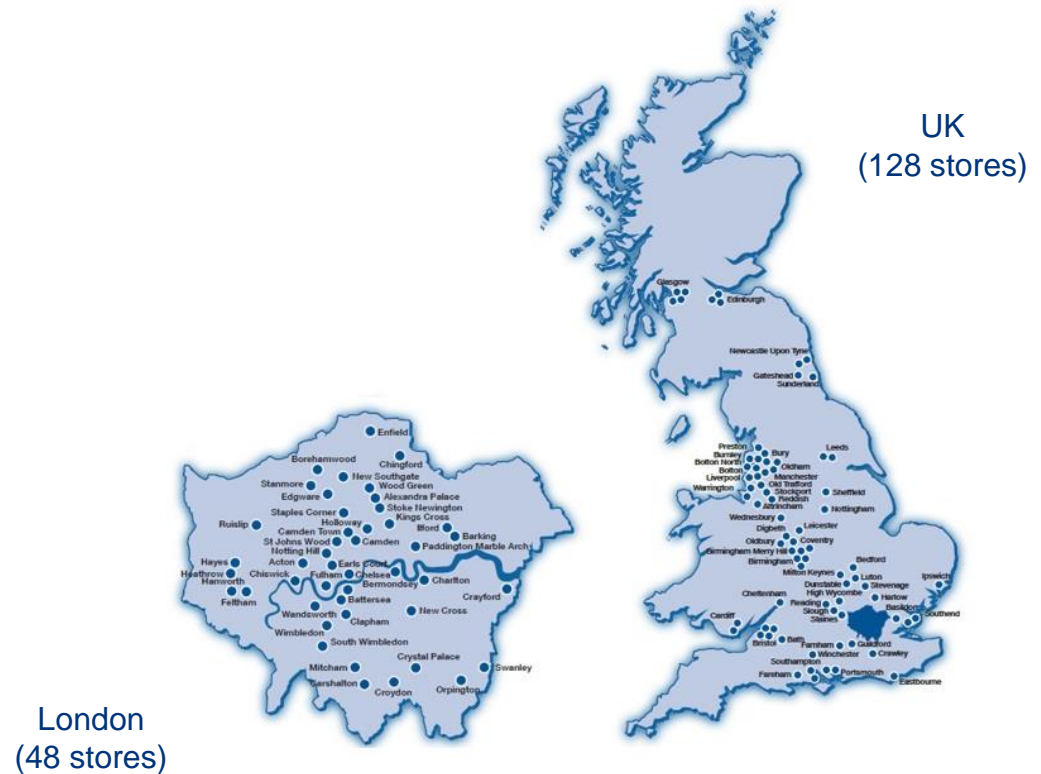 UK
(128 stores)
Glasgow
Edinburgh
Newcastle Upon Tyne
Gateshead
Sunderland
Preston
Burnley
Bury
Leeds
Bolton North
Oldham
Bolton
Manchester
Liverpool
Old Trafford
Stockport
Sheffield
Warrington
Reddish
Altrincham
Nottingham
Wednesbury
Leicester
Digbeth
Oldbury
Coventry
Birmingham Merry Hill
Birmingham
Bedford
Milton Keynes
Luton
Ipswich
Dunstable
Stevenage
High Wycombe
Harlow
Cheltenham
Reading
Basildon
Slough
Southend
Cardiff
Staines
Bristol
Bath
Farnham
Guildford
Winchester
Crawley
Southampton
Portsmouth
Fareham
Eastbourne
Enfield
Borehamwood
Chingford
New Southgate
Stanmore
Wood Green
Edgware
Alexandra Palace
Stoke Newington
Staples Corner
Kings Cross
Ruislip
Holloway
Ilford
Camden Town
Barking
St Johns Wood
Camden
Paddington Marble Arch
Notting Hill
Hayes
Acton
Earls Court
Heathrow
Chiswick
Fulham
Chelsea
Hanworth
Bermondsey
Charlton
Crayford
Feltham
Battersea
Wandsworth
New Cross
Clapham
Wimbledon
South Wimbledon
Crystal Palace
Mitcham
Swanley
Carshalton
Croydon
Orpington
London
(48 stores)